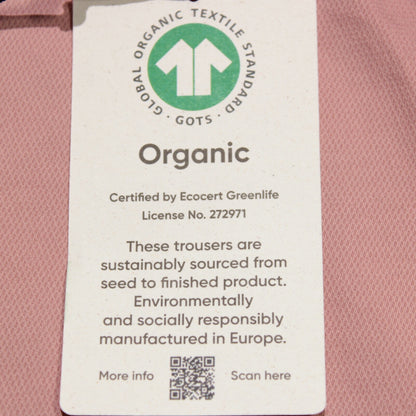 GLOBAL ORGANIC TEXTILE STANDARD
· GOTS ·
Organic
Certified by Ecocert Greenlife
License No. 272971
These trousers are
sustainably sourced from
seed to finished product.
Environmentally
and socially responsibly
manufactured in Europe.
More info
Scan here